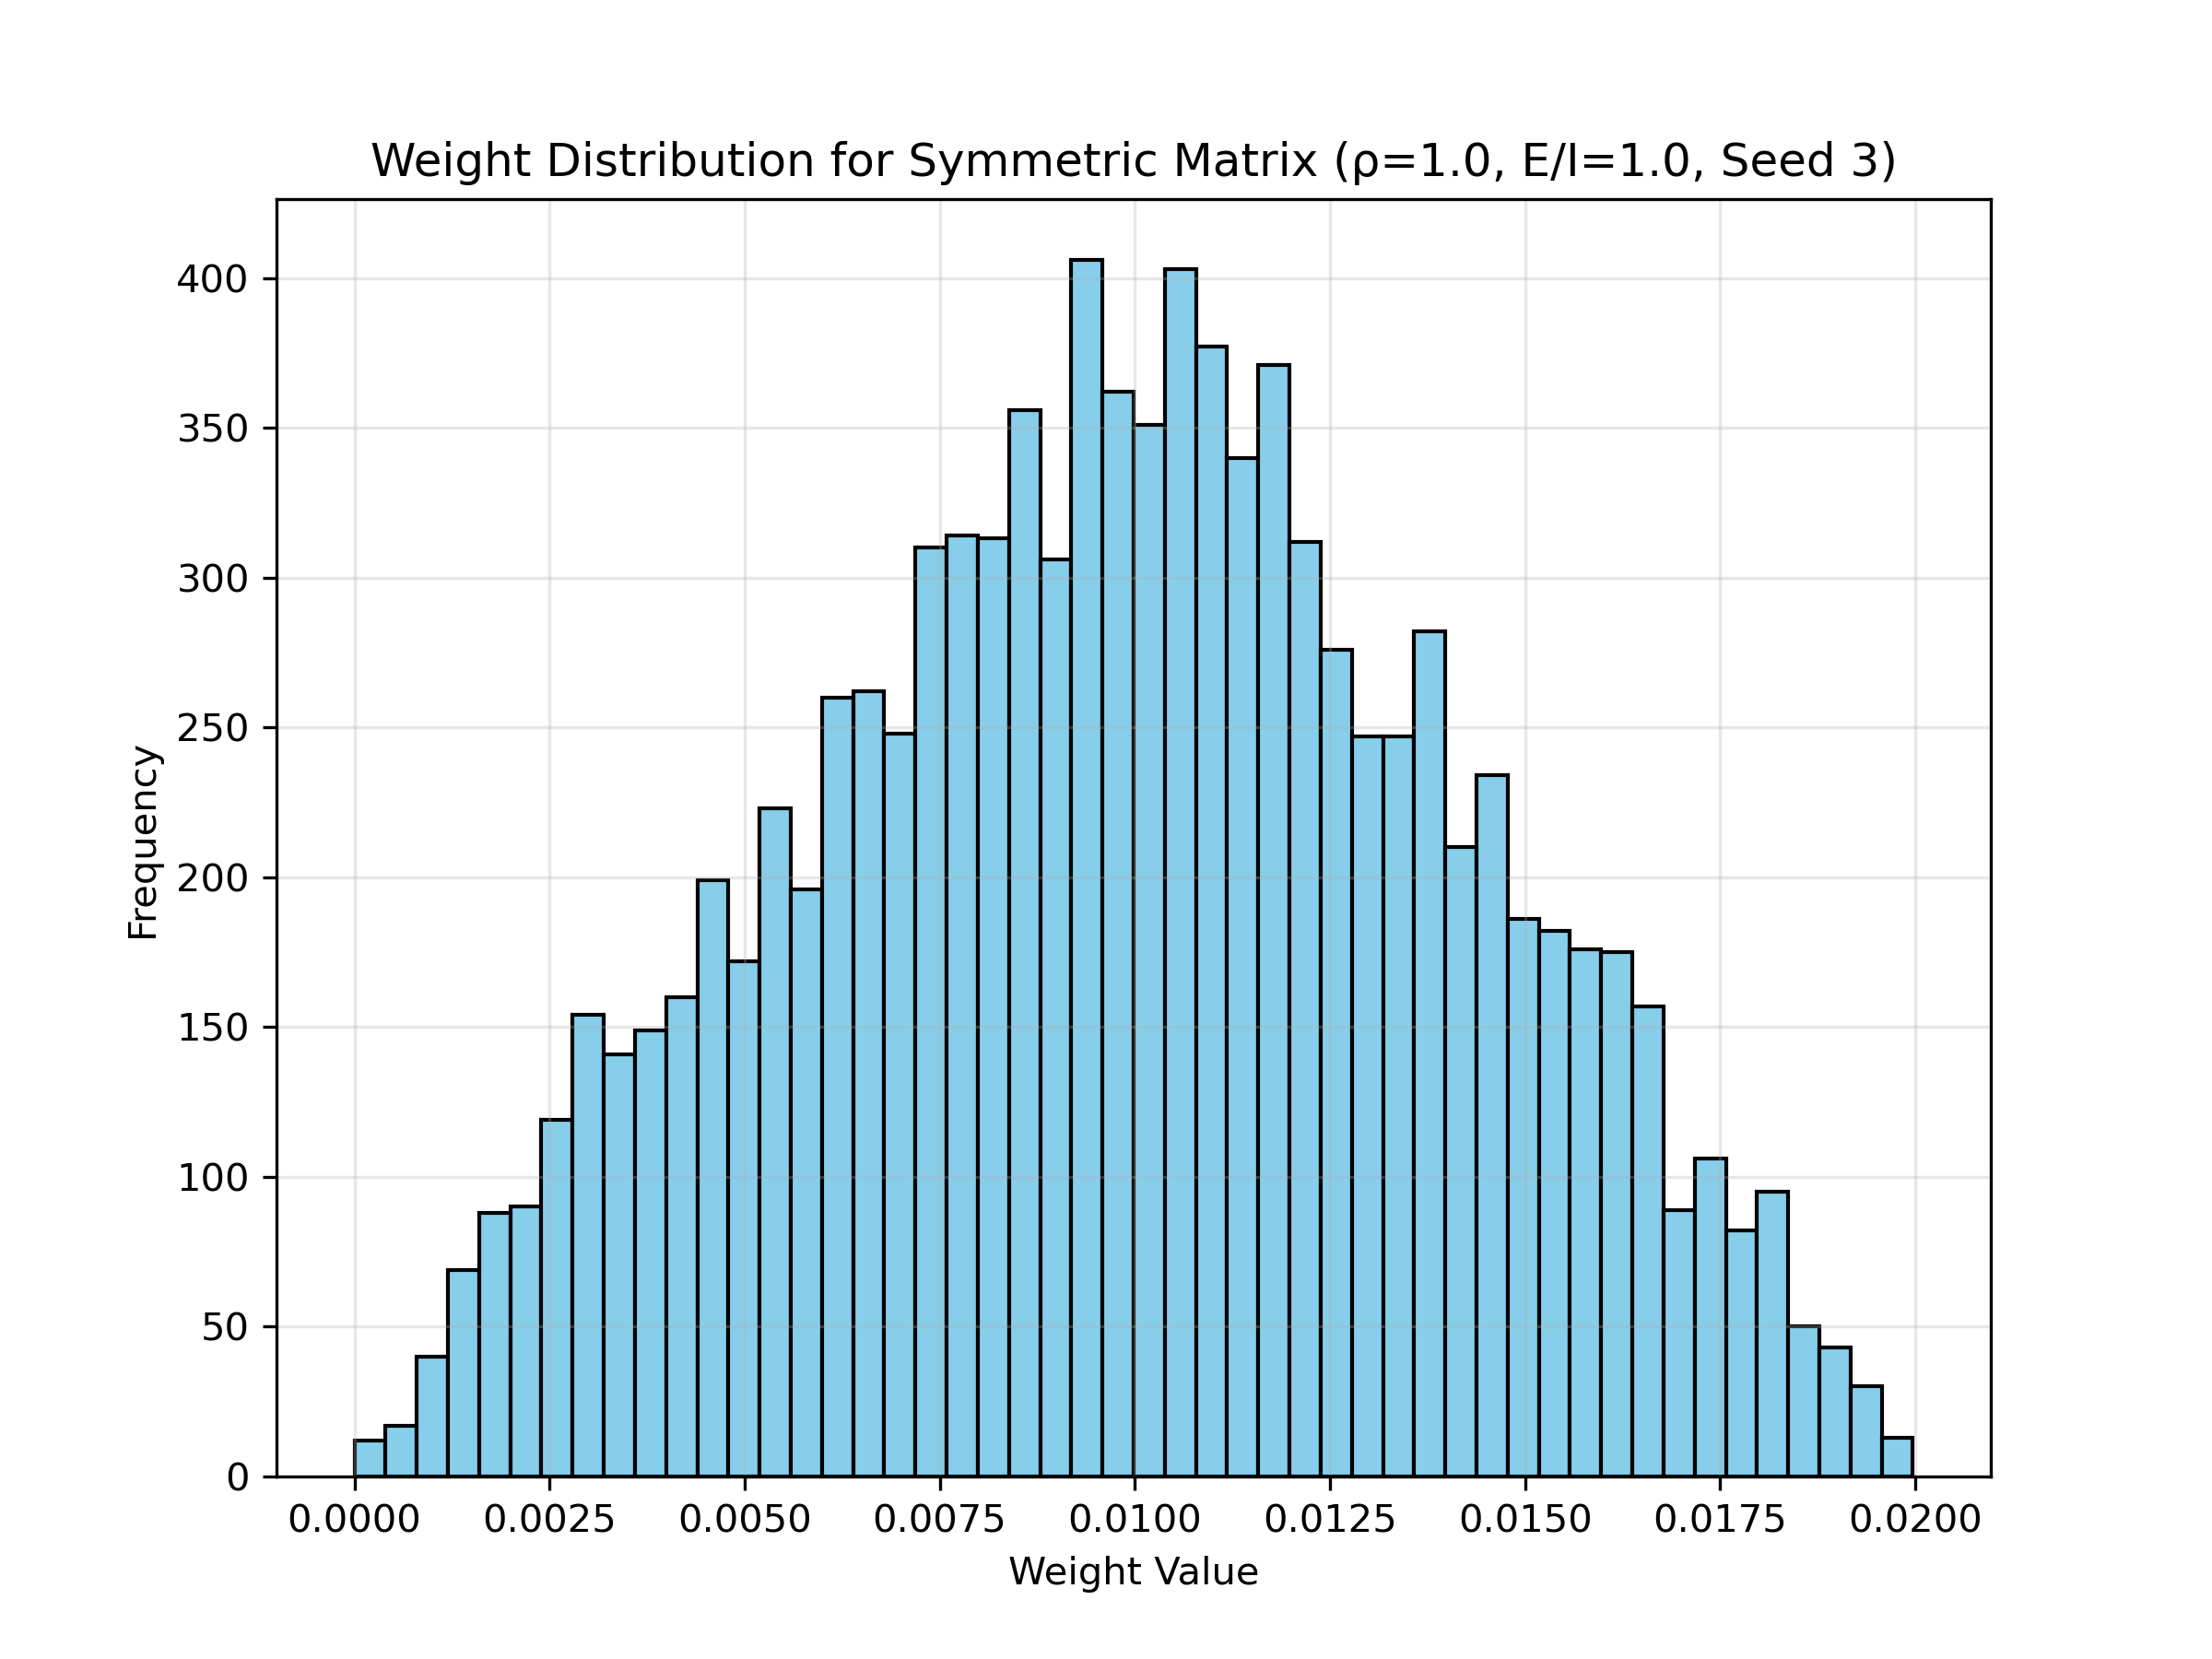 Weight Distribution for Symmetric Matrix (ρ=1.0, E/I=1.0, Seed 3)
400
350
300
250
200
150
100
50
0
Frequency
0.0000 0.0025 0.0050 0.0075 0.0100 0.0125 0.0150 0.0175 0.0200
Weight Value